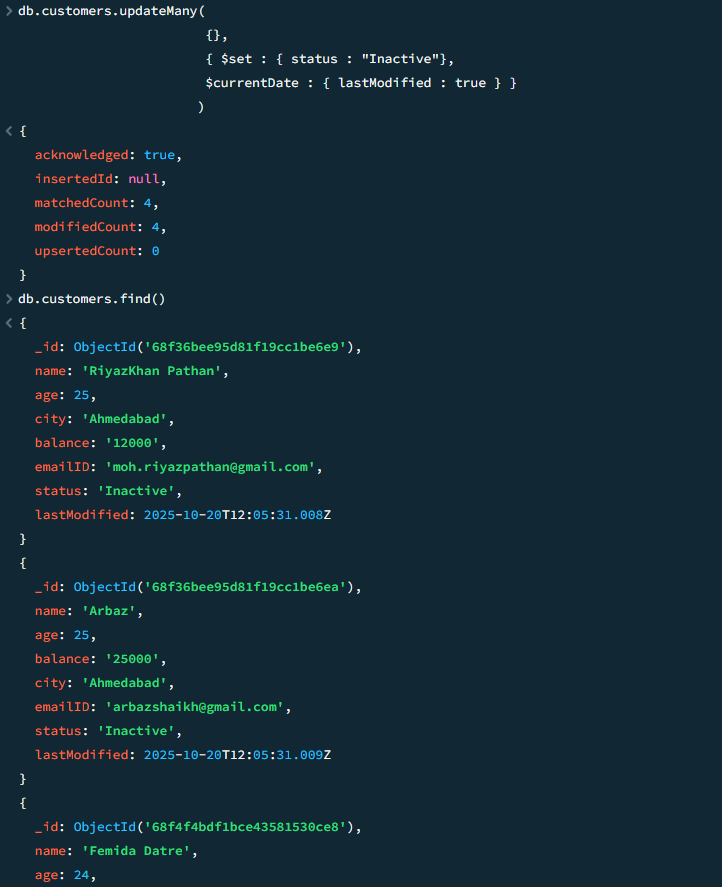 > db.customers.updateMany(
{},
{ $set : { status : "Inactive"},
$currentDate : { lastModified : true } }
)
< {
acknowledged: true,
insertedId: null,
matchedCount: 4,
modifiedCount: 4,
upsertedCount: 0
}
> db.customers.find()
< {
_id: ObjectId('68f36bee95d81f19cc1be6e9'),
name: 'RiyazKhan Pathan',
age: 25,
city: 'Ahmedabad',
balance: '12000',
emailID: 'moh.riyazpathan@gmail.com',
status: 'Inactive',
lastModified: 2025-10-20T12:05:31.008Z
}
{
_id: ObjectId('68f36bee95d81f19cc1be6ea'),
name: 'Arbaz',
age: 25,
balance: '25000',
city: 'Ahmedabad',
emailID: 'arbazshaikh@gmail.com',
status: 'Inactive',
lastModified: 2025-10-20T12:05:31.009Z
}
{
_id: ObjectId('68f4f4bdf1bce43581530ce8'),
name: 'Femida Datre',
age: 24,